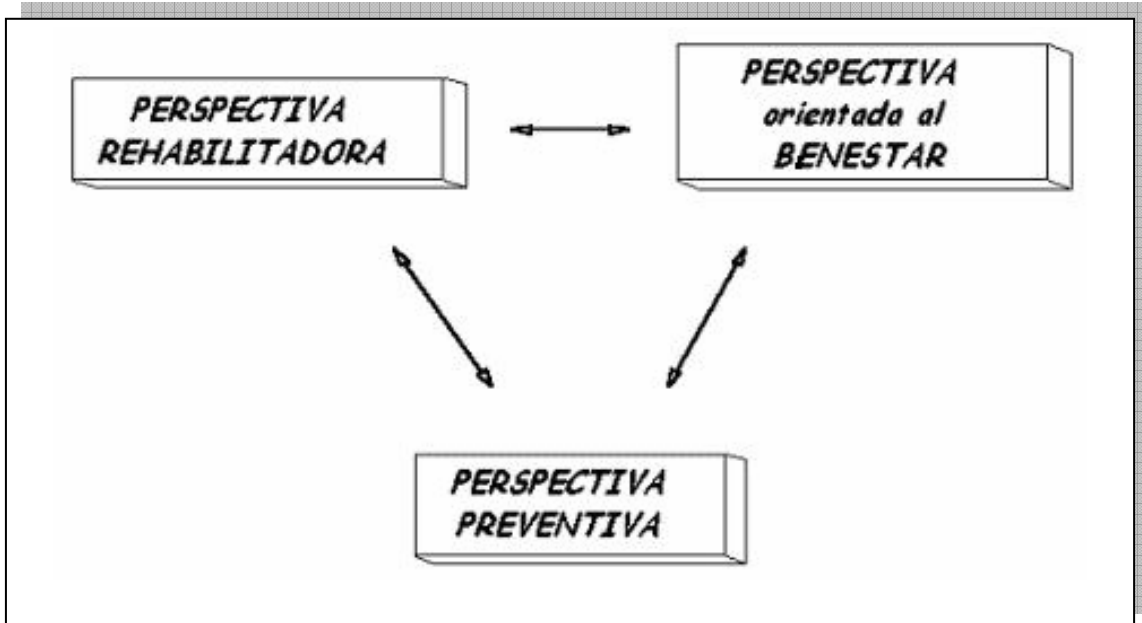 PERSPECTIVA
REHABILITADORA
PERSPECTIVA
orientada al
BENESTAR
PERSPECTIVA
PREVENTIVA